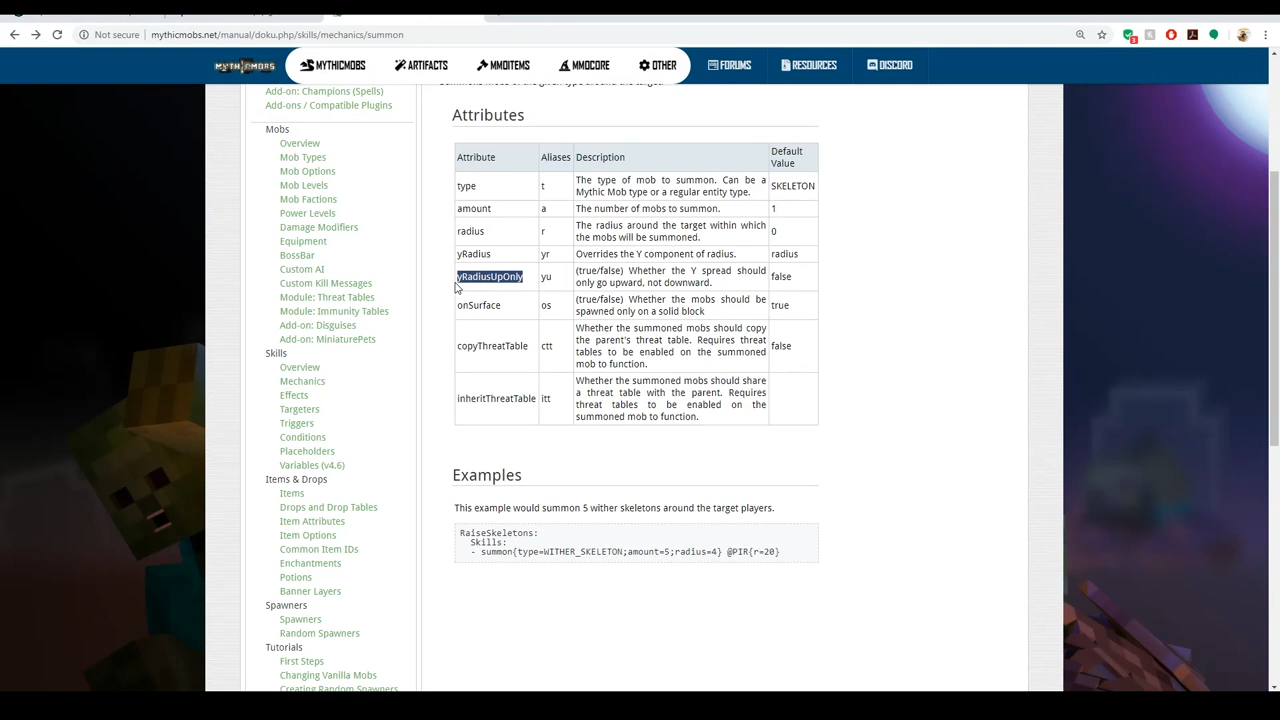 Not secure mythicmobs.net/manual/doku.php/skills/mechanics/summon
3
MYTHICMOBS
MYTHICMOBS ARTIFACTS MMOITEMS MMOCORE OTHER FORUMS RESOURCES DISCORD
Add-on: Champions (Spells)
Add-ons / Compatible Plugins
Mobs
Overview
Mob Types
Mob Options
Mob Levels
Mob Factions
Power Levels
Damage Modifiers
Equipment
BossBar
Custom AI
Custom Kill Messages
Module: Threat Tables
Module: Immunity Tables
Add-on: Disguises
Add-on: MiniaturePets
Skills
Overview
Mechanics
Effects
Targeters
Triggers
Conditions
Placeholders
Variables (v4.6)
Items & Drops
Items
Drops and Drop Tables
Item Attributes
Item Options
Common Item IDs
Enchantments
Potions
Banner Layers
Spawners
Spawners
Random Spawners
Tutorials
First Steps
Changing Vanilla Mobs
Creating Random Spawners
Attributes
Attribute Aliases Description Default
Value
type t The type of mob to summon. Can be a
Mythic Mob type or a regular entity type. SKELETON
amount a The number of mobs to summon. 1
radius r The radius around the target within which
the mobs will be summoned. 0
yRadius yr Overrides the Y component of radius. radius
yRadiusUpOnly yu (true/false) Whether the Y spread should
only go upward, not downward. false
onSurface os (true/false) Whether the mobs should be
spawned only on a solid block true
copyThreatTable ctt Whether the summoned mobs should copy
the parent's threat table. Requires threat
tables to be enabled on the summoned
mob to function. false
inheritThreatTable itt Whether the summoned mobs should share
a threat table with the parent. Requires
threat tables to be enabled on the
summoned mob to function.
Examples
This example would summon 5 wither skeletons around the target players.
RaiseSkeletons:
Skills:
- summon{type=WITHER_SKELETON;amount=5;radius=4} @PIR{r=20}